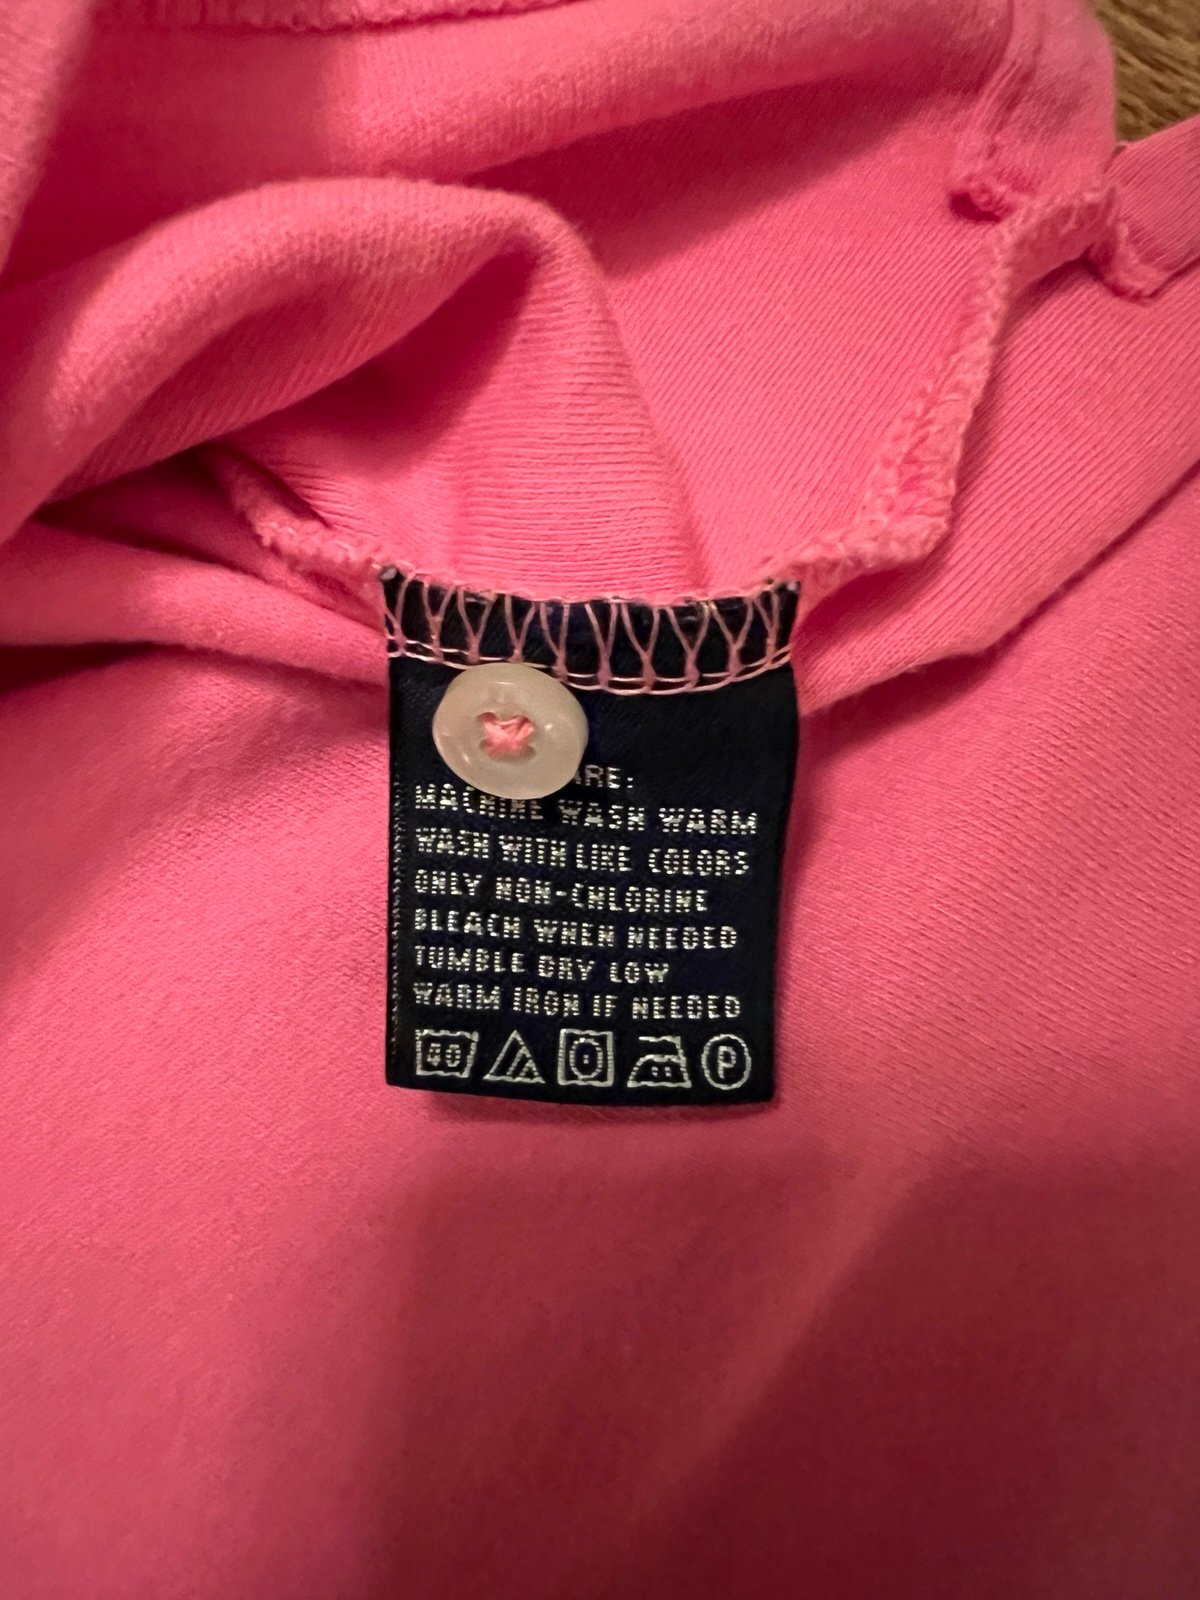 ARE:
MACHINE WASH WARM
WASH WITH LIKE COLORS
ONLY NON-CHLORINE
BLEACH WHEN NEEDED
TUMBLE DRY LOW
WARM IRON IF NEEDED
40 P